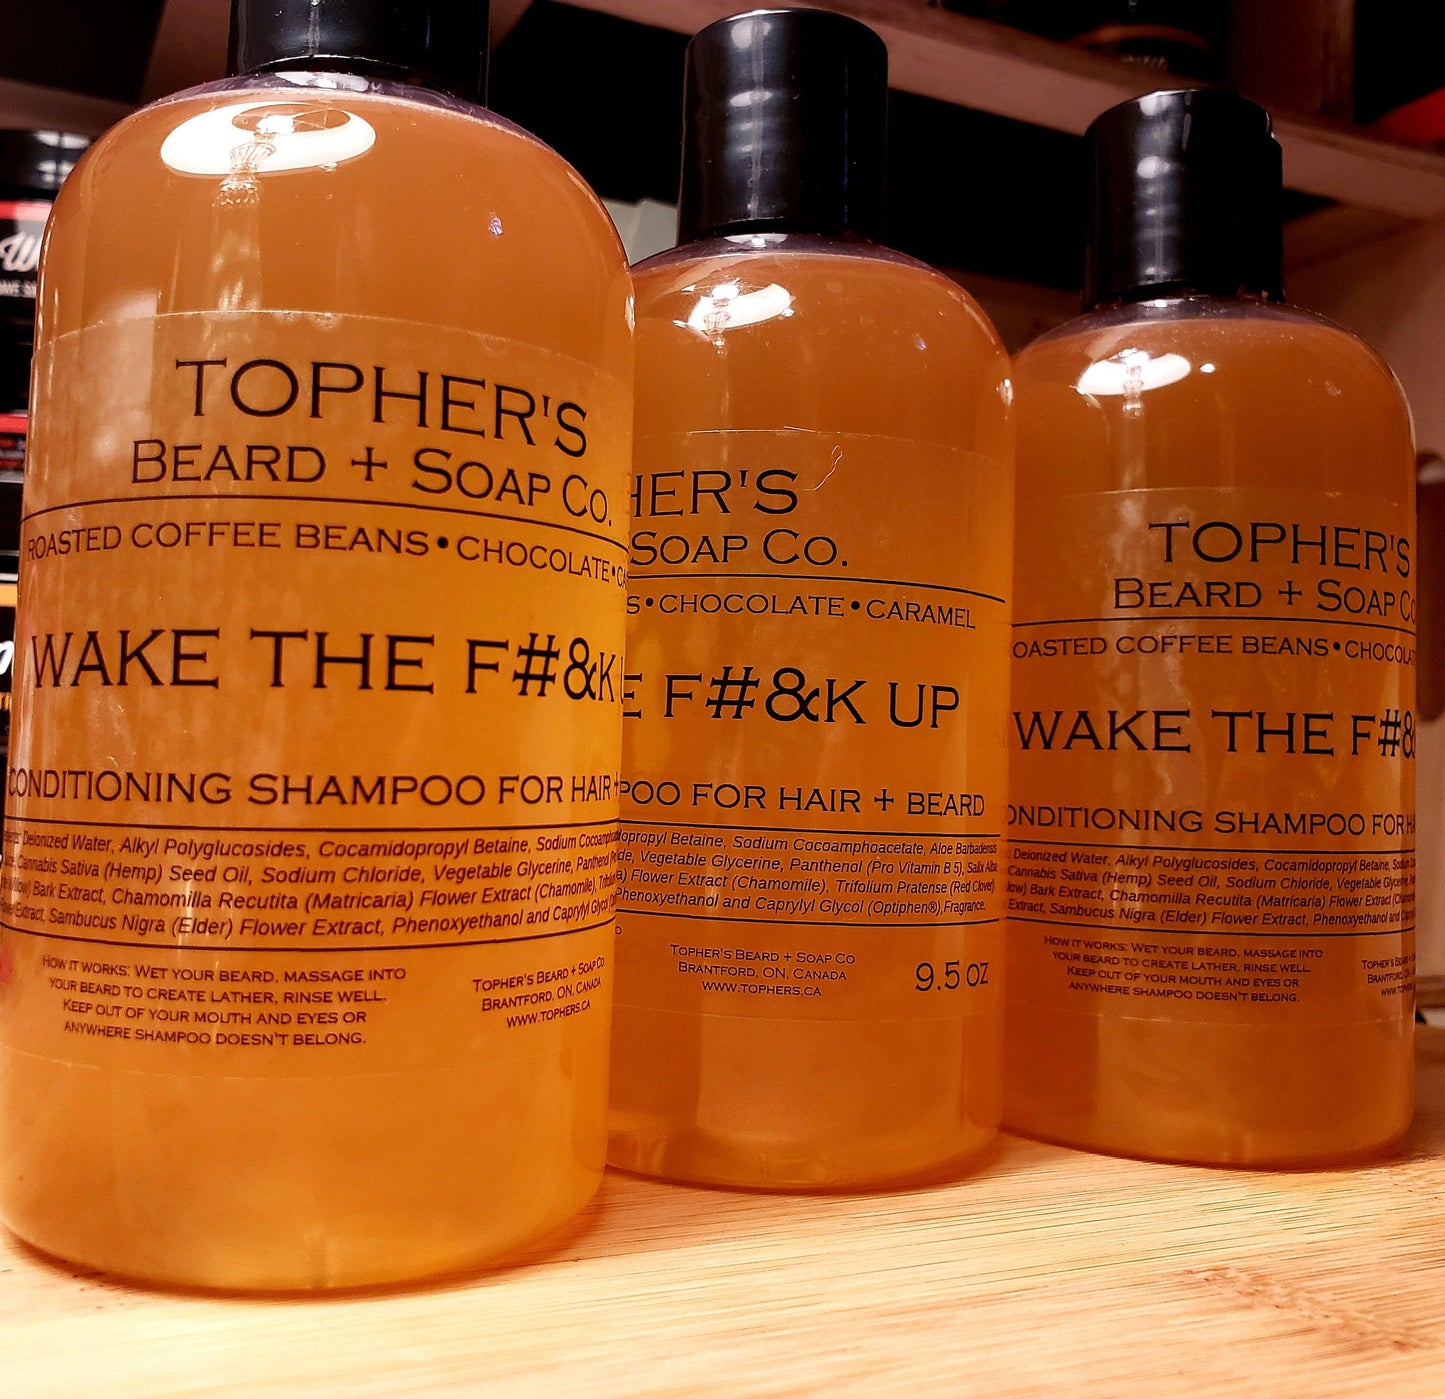 TOPHER'S
BEARD + SOAP CO.
ROASTED COFFEE BEANS • CHOCOLATE •
WAKE THE F#&K
CONDITIONING SHAMPOO FOR HAIR +
Deionized Water, Alkyl Polyglucosides, Cocamidopropyl Betaine, Sodium
Cannabis Sativa (Hemp) Seed Oil, Sodium Chloride, Vegetable Glycerine, Panthenol
Bark Extract, Chamomilla Recutita (Matricaria) Flower Extract (Chamomile),
Extract, Sambucus Nigra (Elder) Flower Extract, Phenoxyethanol and Caprylyl Glycol
HOW IT WORKS: WET YOUR BEARD, MASSAGE INTO
YOUR BEARD TO CREATE LATHER, RINSE WELL.
KEEP OUT OF YOUR MOUTH AND EYES OR
ANYWHERE SHAMPOO DOESN'T BELONG.
TOPHER'S BEARD + SOAP CO
BRANTFORD, ON, CANADA
WWW.TOPHERS.CA
HER'S
SOAP CO.
S • CHOCOLATE • CARAMEL
E F#&K UP
POO FOR HAIR + BEARD
Betaine, Sodium Cocoamphoacetate, Aloe Barbadensis
Vegetable Glycerine, Panthenol (Pro Vitamin B 5), Salix Alba
Flower Extract (Chamomile), Trifolium Pratense (Red Clover)
Phenoxyethanol and Caprylyl Glycol (Optiphen®),Fragrance.
TOPHER'S BEARD + SOAP CO
BRANTFORD, ON, CANADA
WWW.TOPHERS.CA
9.5 OZ
TOPHER'S
BEARD + SOAP CO
OASTED COFFEE BEANS • CHOCOLAT
WAKE THE F#&
ONDITIONING SHAMPOO FOR HA
Deionized Water, Alkyl Polyglucosides, Cocamidopropyl Betaine,
Cannabis Sativa (Hemp) Seed Oil, Sodium Chloride, Vegetable
Bark Extract, Chamomilla Recutita (Matricaria) Flower Extract
Extract, Sambucus Nigra (Elder) Flower Extract, Phenoxyethanol and
HOW IT WORKS: WET YOUR BEARD, MASSAGE INTO
YOUR BEARD TO CREATE LATHER, RINSE WELL.
KEEP OUT OF YOUR MOUTH AND EYES OR
ANYWHERE SHAMPOO DOESN'T BELONG.
TOPHER'S
BRANTFORD,